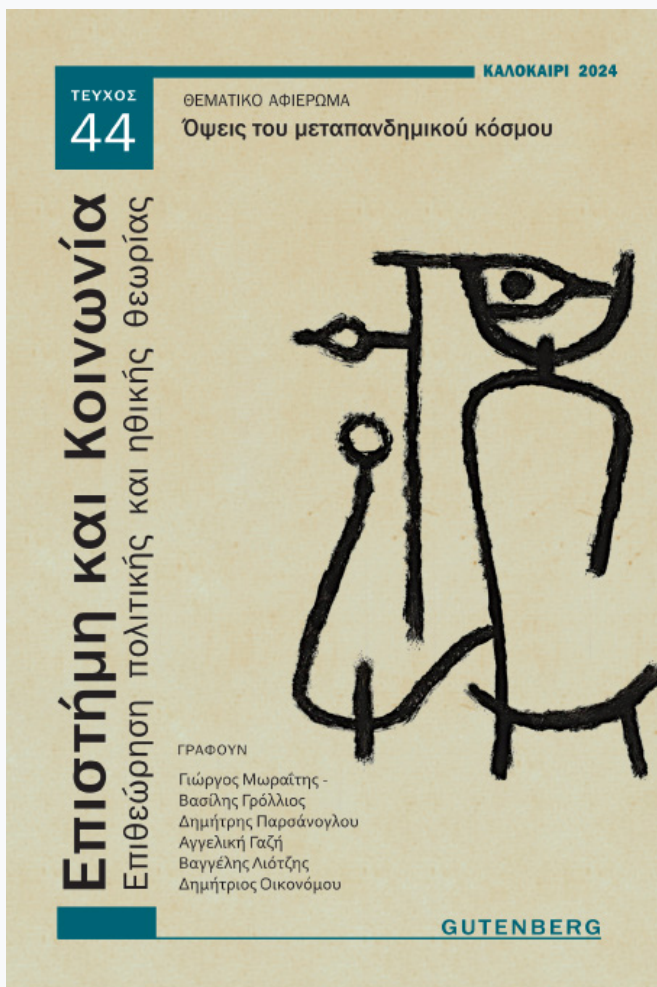 ΚΑΛΟΚΑΙΡΙ 2024
ΤΕΥΧΟΣ
44
ΘΕΜΑΤΙΚΟ ΑΦΙΕΡΩΜΑ
Όψεις του μεταπανδημικού κόσμου
Επιστήμη και Κοινωνία
Επιθεώρηση πολιτικής και ηθικής θεωρίας
ΓΡΑΦΟΥΝ
Γιώργος Μωραΐτης -
Βασίλης Γρόλλιος
Δημήτρης Παρσάνογλου
Αγγελική Γαζή
Βαγγέλης Λιότζης
Δημήτριος Οικονόμου
GUTENBERG